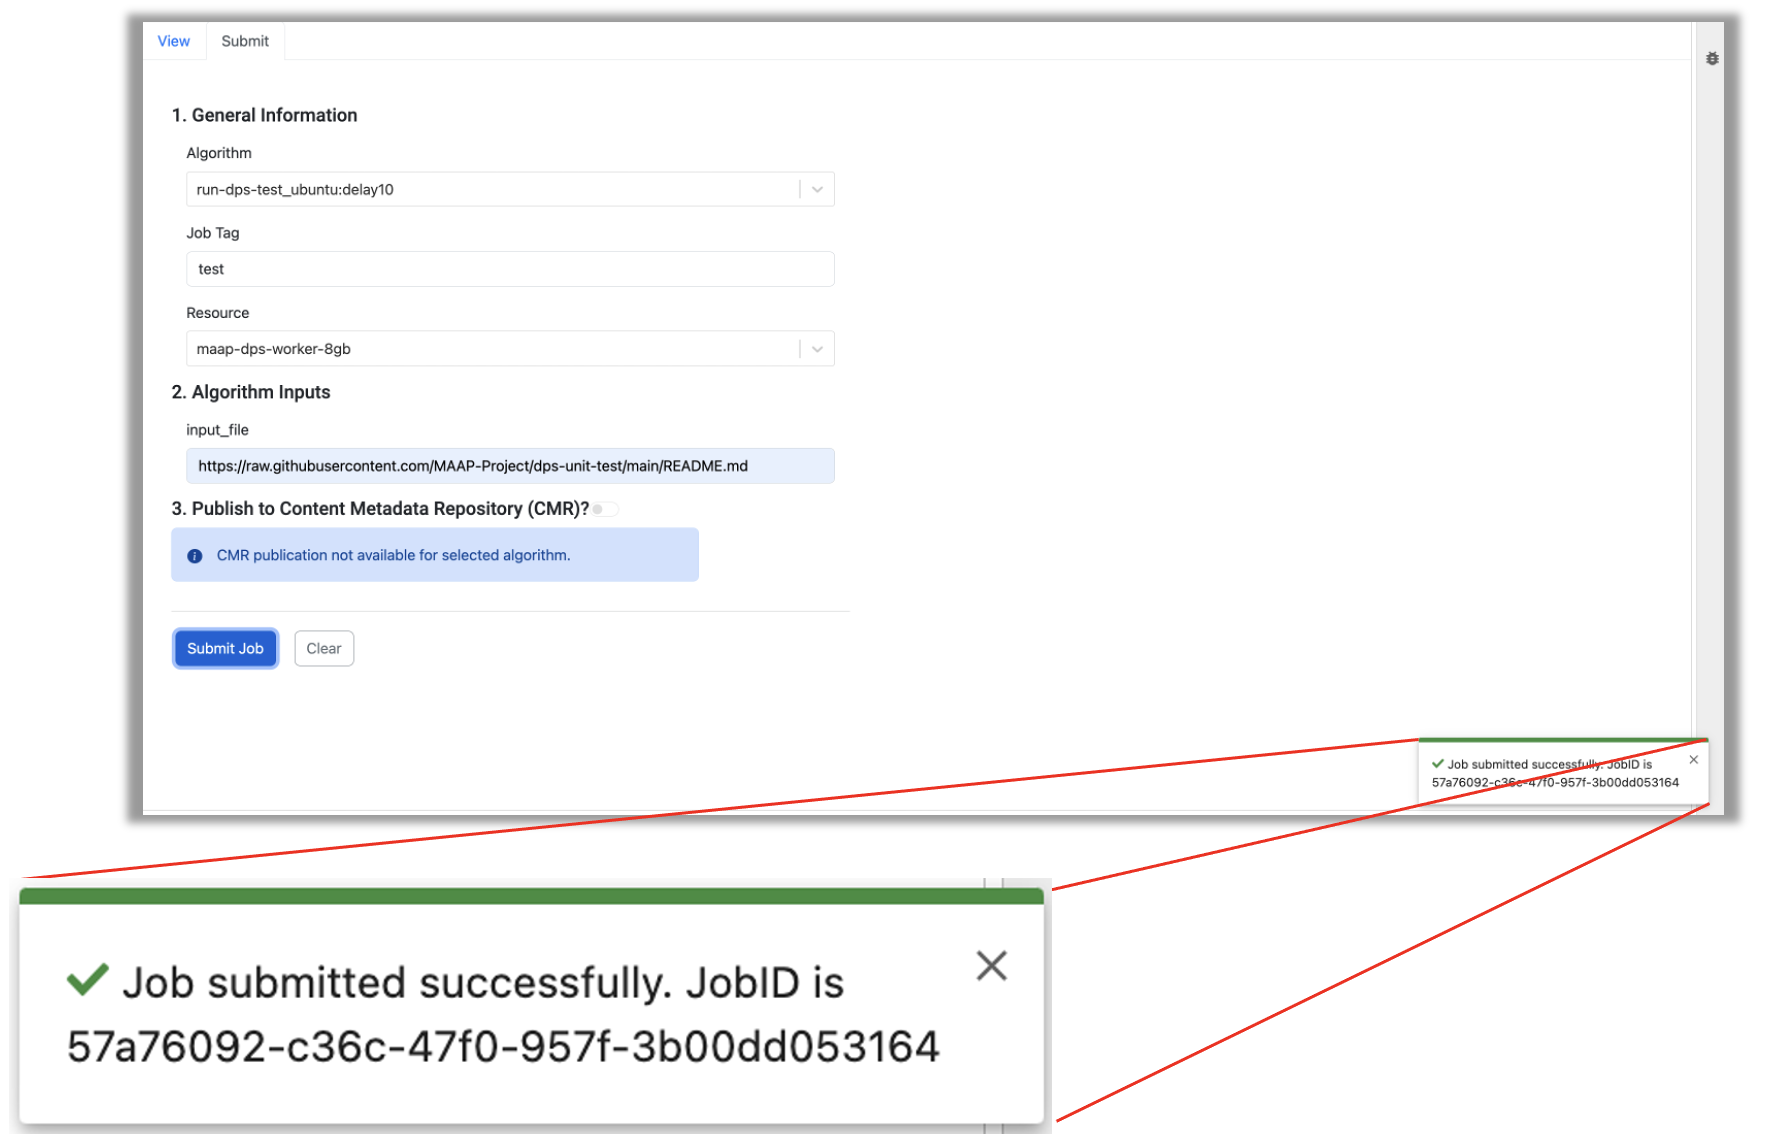 View Submit
1. General Information
Algorithm
run-dps-test_ubuntu:delay10
Job Tag
test
Resource
maap-dps-worker-8gb
2. Algorithm Inputs
input_file
https://raw.githubusercontent.com/MAAP-Project/dps-unit-test/main/README.md
3. Publish to Content Metadata Repository (CMR)?
CMR publication not available for selected algorithm.
Submit Job Clear
Job submitted successfully. JobID is
57a76092-c36c-47f0-957f-3b00dd053164
Job submitted successfully. JobID is
57a76092-c36c-47f0-957f-3b00dd053164